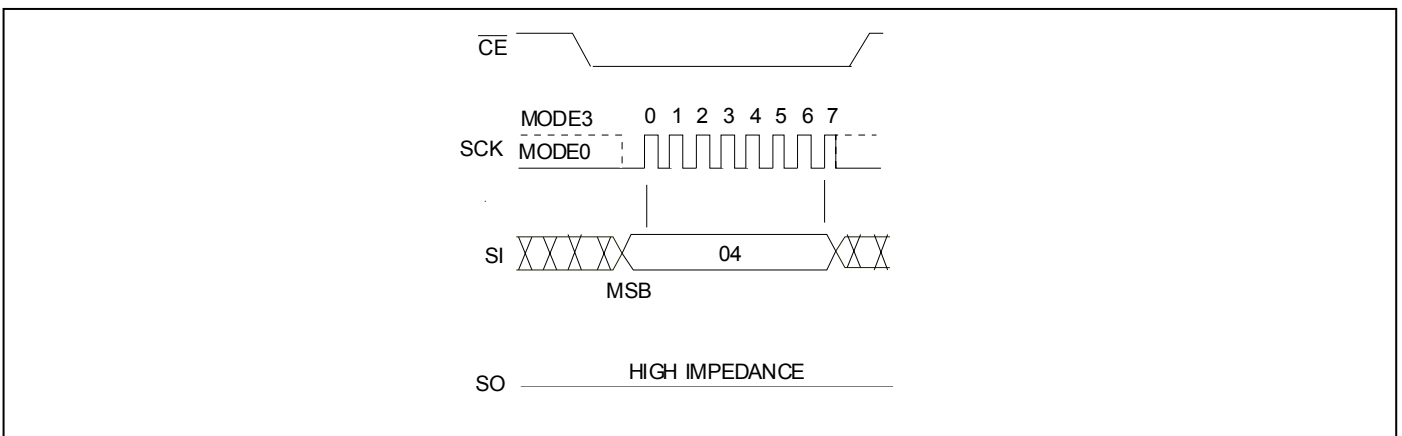 CE
MODE3 0 1 2 3 4 5 6 7
SCK MODE0
SI 04
MSB
SO HIGH IMPEDANCE